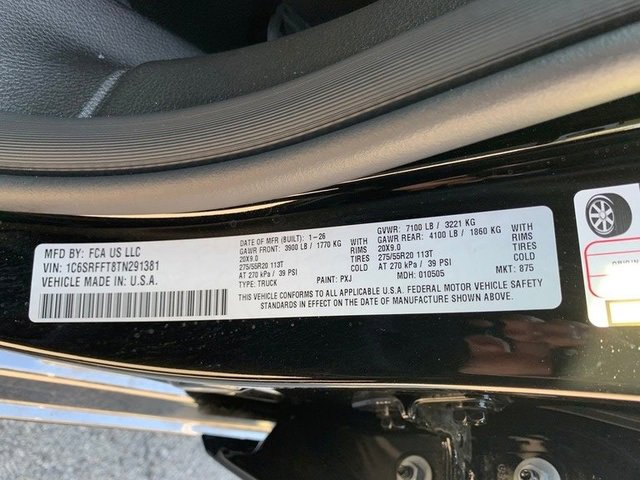 MFD BY: FCA US LLC
VIN: 1C6SRFFT8TN291381
VEHICLE MADE IN: U.S.A.
DATE OF MFR (BUILT): 1-26
GAWR FRONT: 3900 LB / 1770 KG WITH
20X9.0 RIMS
275/55R20 113T TIRES
AT 270 kPa / 39 PSI COLD
TYPE: TRUCK PAINT: PXJ
GVWR: 7100 LB / 3221 KG
GAWR REAR: 4100 LB / 1860 KG WITH
20X9.0 RIMS
275/55R20 113T TIRES
AT 270 kPa / 39 PSI COLD
MDH: 010505 MKT: 875
THIS VEHICLE CONFORMS TO ALL APPLICABLE U.S.A. FEDERAL MOTOR VEHICLE SAFETY
STANDARDS IN EFFECT ON THE DATE OF MANUFACTURE SHOWN ABOVE.